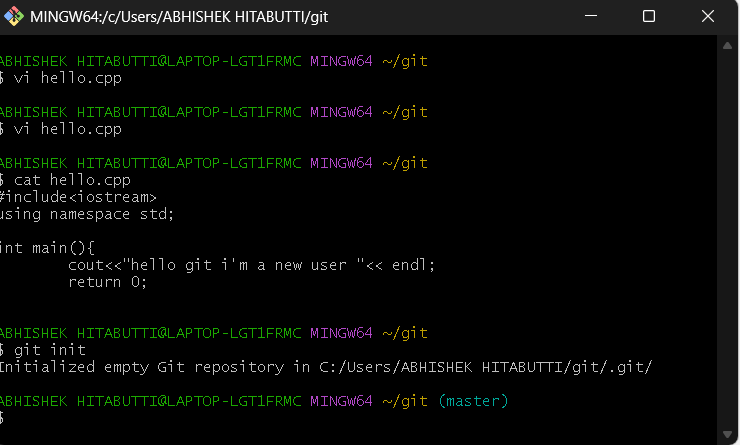 MINGW64:/c/Users/ABHISHEK HITABUTTI/git
ABHISHEK HITABUTTI@LAPTOP-LGT1FRMC MINGW64 ~/git
$ vi hello.cpp
ABHISHEK HITABUTTI@LAPTOP-LGT1FRMC MINGW64 ~/git
$ vi hello.cpp
ABHISHEK HITABUTTI@LAPTOP-LGT1FRMC MINGW64 ~/git
$ cat hello.cpp
#include<iostream>
using namespace std;
int main(){
cout<<"hello git i'm a new user "<< endl;
return 0;
ABHISHEK HITABUTTI@LAPTOP-LGT1FRMC MINGW64 ~/git
$ git init
Initialized empty Git repository in C:/Users/ABHISHEK HITABUTTI/git/.git/
ABHISHEK HITABUTTI@LAPTOP-LGT1FRMC MINGW64 ~/git (master)
$